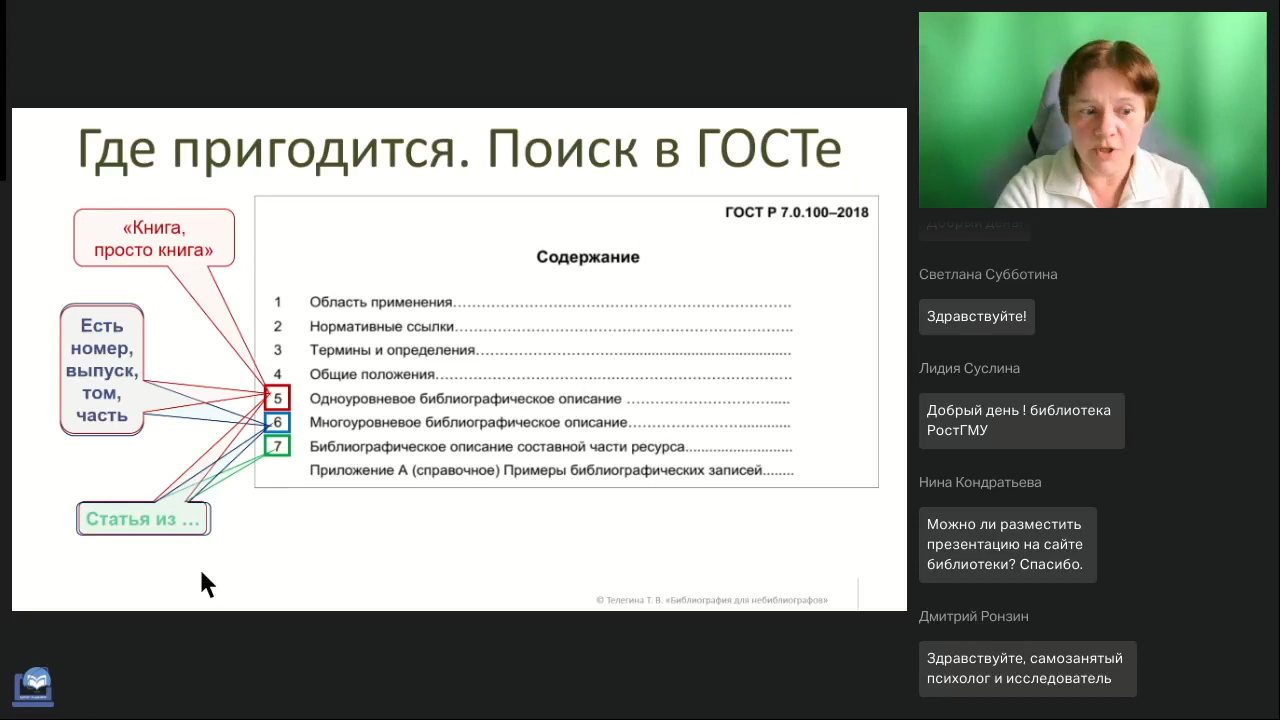 Где пригодится. Поиск в ГОСТе
«Книга,
просто книга»
Есть
номер,
выпуск,
том,
часть
Статья из ...
ГОСТ Р 7.0.100–2018
Содержание
1 Область применения
2 Нормативные ссылки
3 Термины и определения
4 Общие положения
5 Одноуровневое библиографическое описание
6 Многоуровневое библиографическое описание
7 Библиографическое описание составной части ресурса
Приложение А (справочное) Примеры библиографических записей
© Телегина Т. В. «Библиография для небиблиографов»
Добрый день!
Светлана Субботина
Здравствуйте!
Лидия Суслина
Добрый день ! библиотека
РостГМУ
Нина Кондратьева
Можно ли разместить
презентацию на сайте
библиотеки? Спасибо.
Дмитрий Ронзин
Здравствуйте, самозанятый
психолог и исследователь